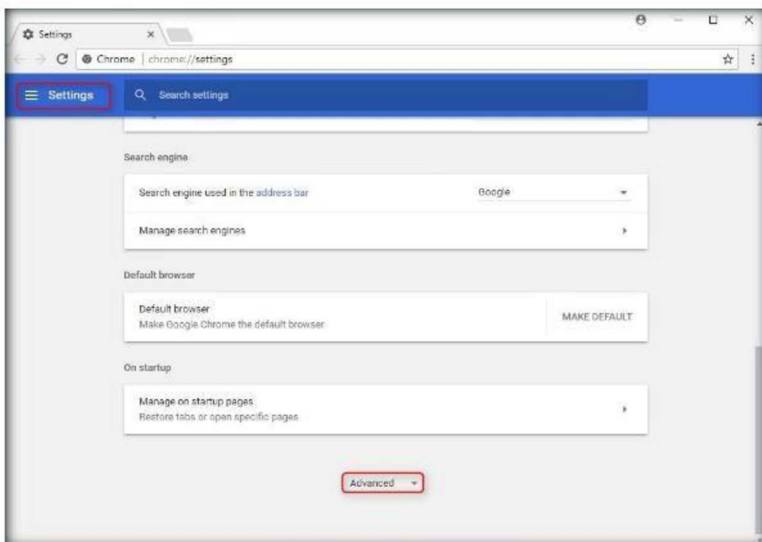 Settings
Chrome | chrome://settings
Settings
Search settings
Search engine
Search engine used in the address bar
Google
Manage search engines
Default browser
Default browser
Make Google Chrome the default browser
MAKE DEFAULT
On startup
Manage on startup pages
Restore tabs or open specific pages
Advanced